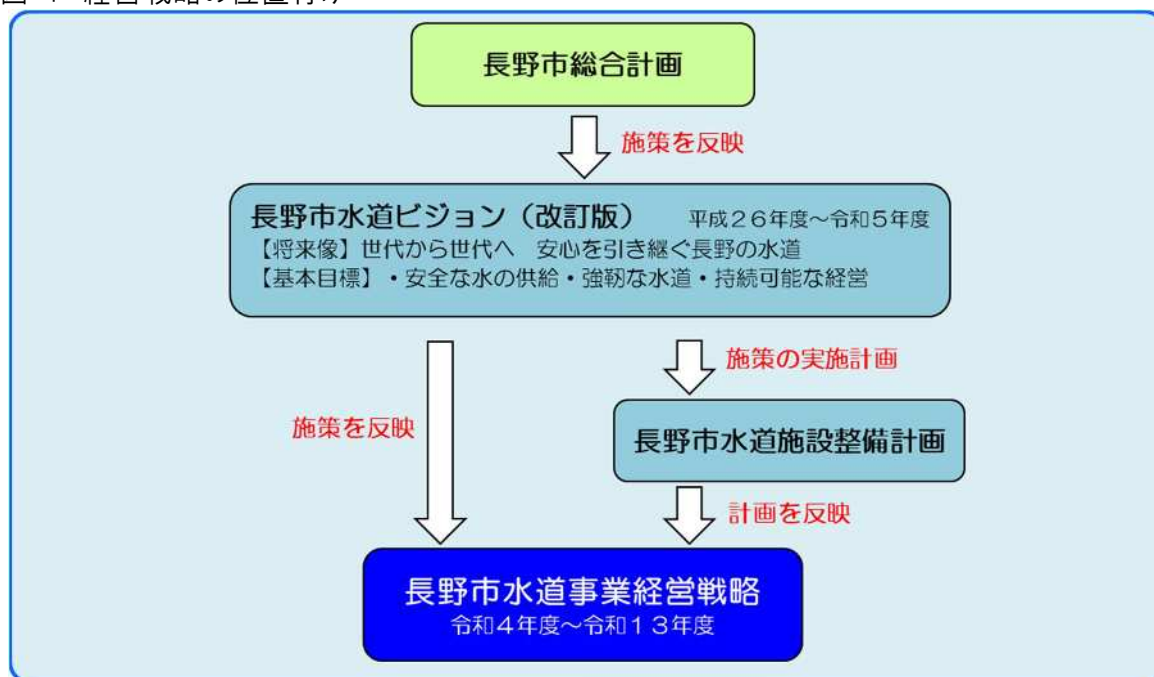 長野市総合計画
施策を反映
長野市水道ビジョン（改訂版）　平成２６年度～令和５年度
【将来像】世代から世代へ　安心を引き継ぐ長野の水道
【基本目標】・安全な水の供給・強靭な水道・持続可能な経営
施策の実施計画
施策を反映
長野市水道施設整備計画
計画を反映
長野市水道事業経営戦略
令和４年度～令和１３年度